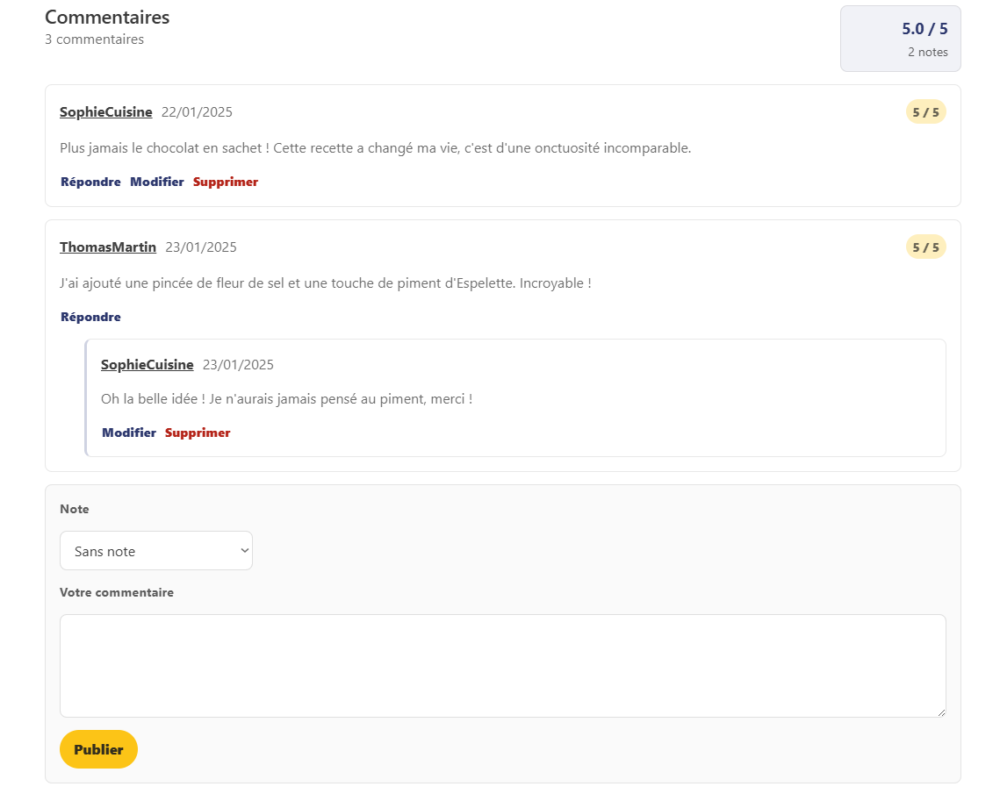 Commentaires
3 commentaires
5.0 / 5
2 notes
SophieCuisine 22/01/2025
5 / 5
Plus jamais le chocolat en sachet ! Cette recette a changé ma vie, c'est d'une onctuosité incomparable.
Répondre Modifier Supprimer
ThomasMartin 23/01/2025
5 / 5
J'ai ajouté une pincée de fleur de sel et une touche de piment d'Espelette. Incroyable !
Répondre
SophieCuisine 23/01/2025
Oh la belle idée ! Je n'aurais jamais pensé au piment, merci !
Modifier Supprimer
Note
Sans note
Votre commentaire
Publier